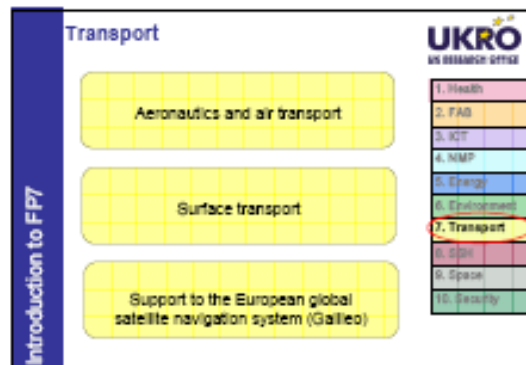 Transport
UKRO
UK RESEARCH OFFICE
Aeronautics and air transport
Surface transport
Support to the European global
satellite navigation system (Galileo)
1. Health
2. FAB
3. ICT
4. NMP
5. Energy
6. Environment
7. Transport
8. SSH
9. Space
10. Security
Introduction to FP7